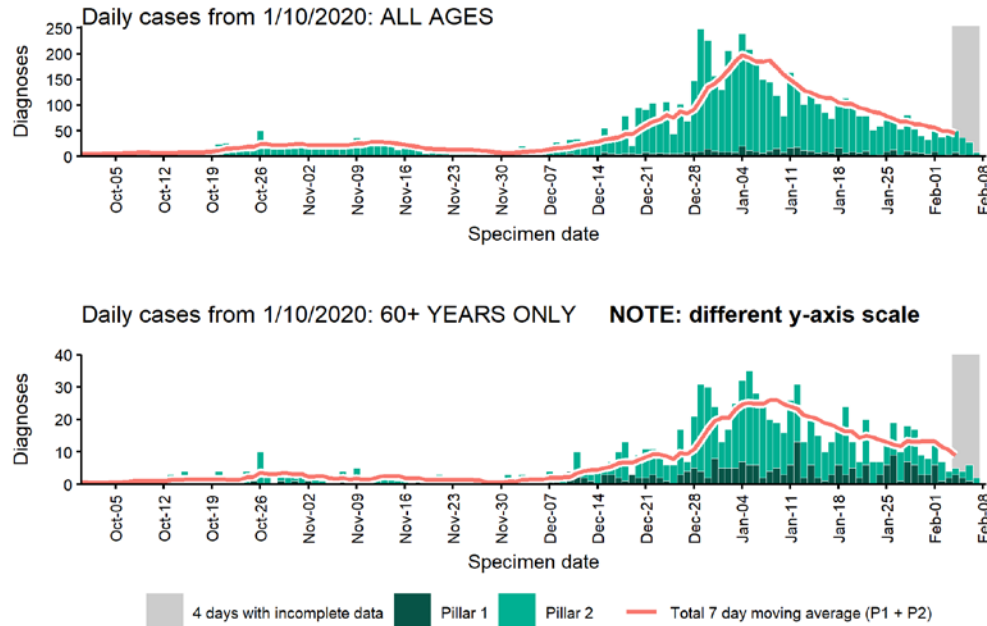 Daily cases from 1/10/2020: ALL AGES
250
200
150
100
50
0
Diagnoses
Oct-05
Oct-12
Oct-19
Oct-26
Nov-02
Nov-09
Nov-16
Nov-23
Nov-30
Dec-07
Dec-14
Dec-21
Dec-28
Jan-04
Jan-11
Jan-18
Jan-25
Feb-01
Feb-08
Specimen date
Daily cases from 1/10/2020: 60+ YEARS ONLY NOTE: different y-axis scale
40
30
20
10
0
Diagnoses
Oct-05
Oct-12
Oct-19
Oct-26
Nov-02
Nov-09
Nov-16
Nov-23
Nov-30
Dec-07
Dec-14
Dec-21
Dec-28
Jan-04
Jan-11
Jan-18
Jan-25
Feb-01
Feb-08
Specimen date
4 days with incomplete data Pillar 1 Pillar 2 Total 7 day moving average (P1 + P2)